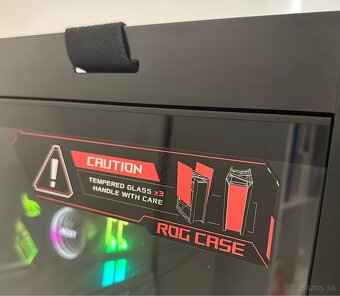 CAUTION
TEMPERED GLASS x3
HANDLE WITH CARE
ROG CASE
Bazos.sk